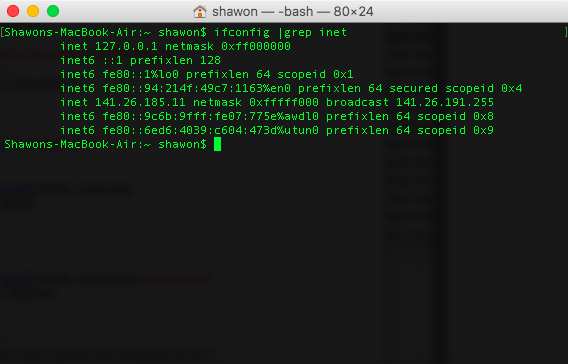 shawon — -bash — 80×24
[Shawons-MacBook-Air:~ shawon$ ifconfig |grep inet ]
inet 127.0.0.1 netmask 0xff000000
inet6 ::1 prefixlen 128
inet6 fe80::1%lo0 prefixlen 64 scopeid 0x1
inet6 fe80::94:214f:49c7:1163%en0 prefixlen 64 secured scopeid 0x4
inet 141.26.185.11 netmask 0xfffff000 broadcast 141.26.191.255
inet6 fe80::9c6b:9fff:fe07:775e%awdl0 prefixlen 64 scopeid 0x8
inet6 fe80::6ed6:4039:c604:473d%utun0 prefixlen 64 scopeid 0x9
Shawons-MacBook-Air:~ shawon$